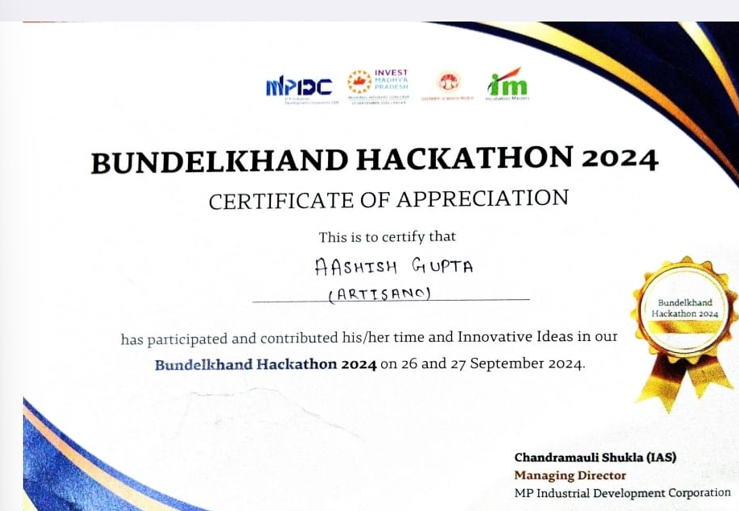 MPIDC
INVEST
MADHYA
PRADESH
im
Incubation Masters
BUNDELKHAND HACKATHON 2024
CERTIFICATE OF APPRECIATION
This is to certify that
AASHISH GUPTA
(ARTISANO)
has participated and contributed his/her time and Innovative Ideas in our
Bundelkhand Hackathon 2024 on 26 and 27 September 2024.
Bundelkhand
Hackathon 2024
Chandramauli Shukla (IAS)
Managing Director
MP Industrial Development Corporation